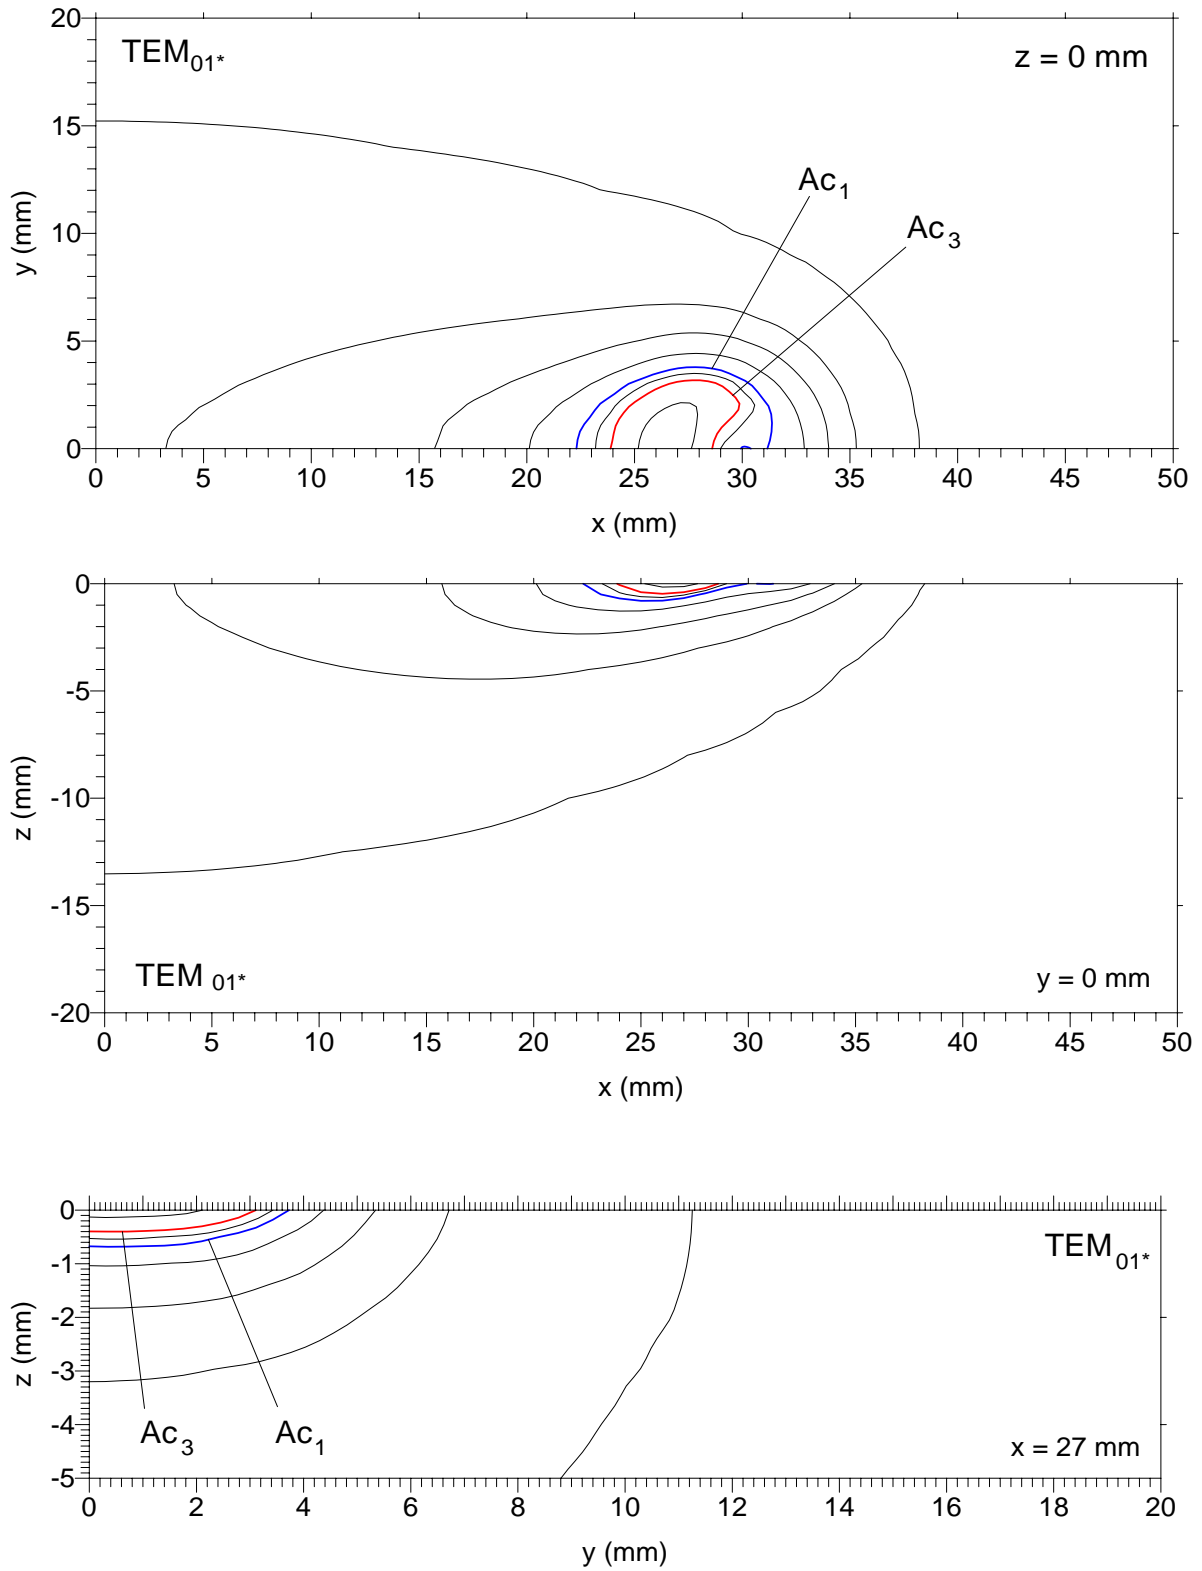 20
TEM01*
z = 0 mm
15
Ac1
Ac3
10
y (mm)
5
0
0 5 10 15 20 25 30 35 40 45 50
x (mm)
0
-5
-10
z (mm)
-15
TEM 01*
y = 0 mm
-20
0 5 10 15 20 25 30 35 40 45 50
x (mm)
0
TEM01*
-1
-2
z (mm)
-3
-4
Ac3
Ac1
x = 27 mm
-5
0 2 4 6 8 10 12 14 16 18 20
y (mm)